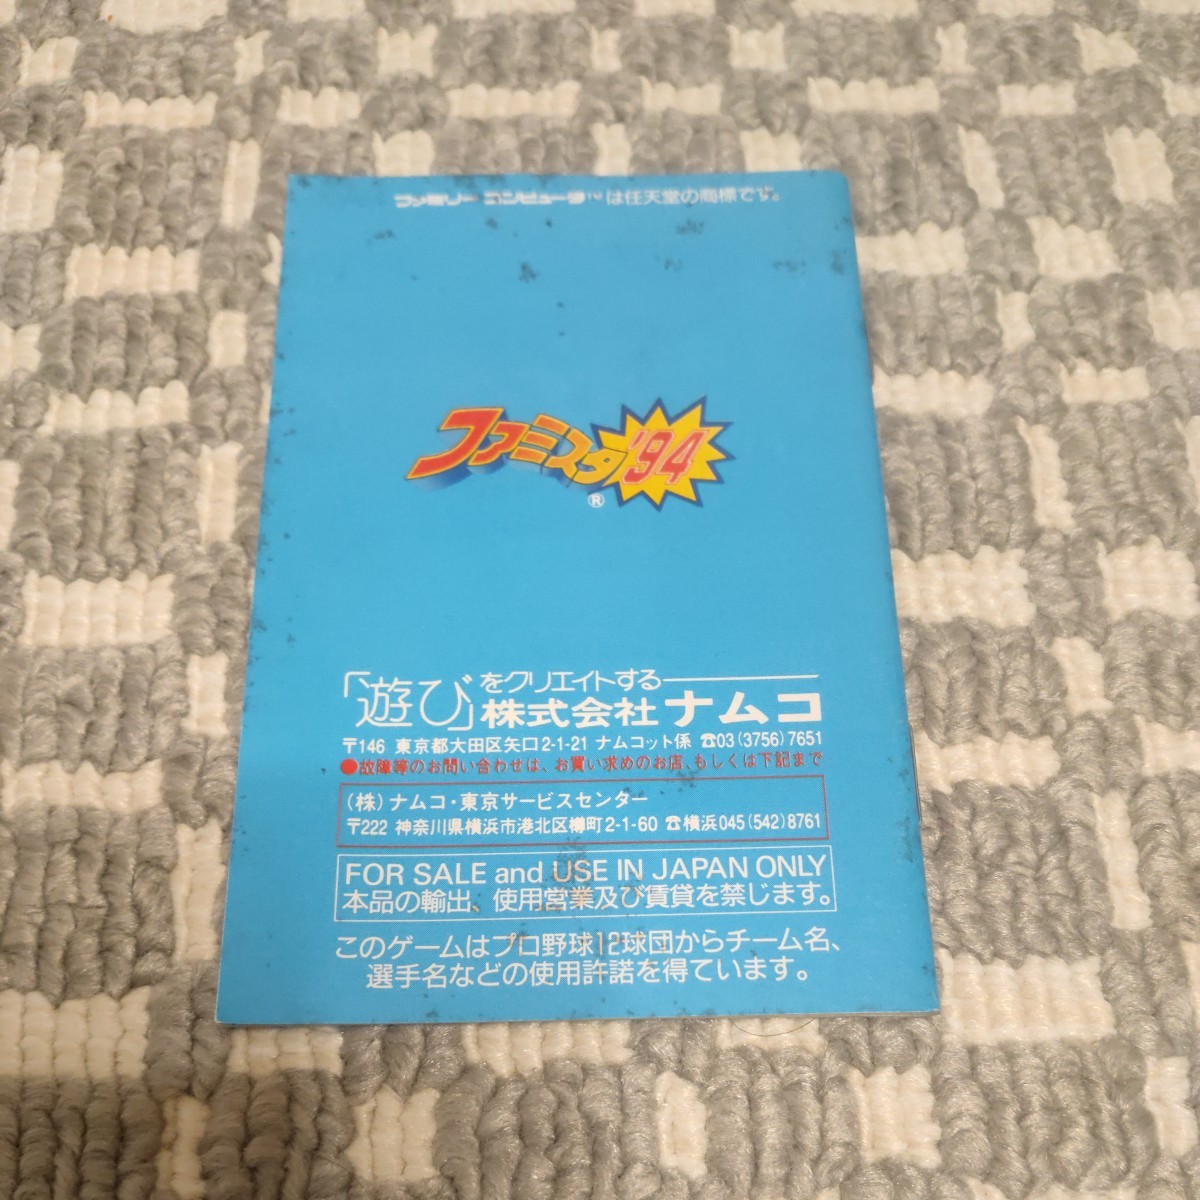 ファミリーコンピュータ™は任天堂の商標です。
ファミスタ'94
®
「遊び」をクリエイトする
株式会社ナムコ
〒146 東京都大田区矢口2-1-21 ナムコット係 ☎03(3756)7651
●故障等のお問い合わせは、お買い求めのお店、もしくは下記まで
(株)ナムコ・東京サービスセンター
〒222 神奈川県横浜市港北区樽町2-1-60 ☎横浜045(542)8761
FOR SALE and USE IN JAPAN ONLY
本品の輸出、使用営業及び賃貸を禁じます。
このゲームはプロ野球12球団からチーム名、
選手名などの使用許諾を得ています。